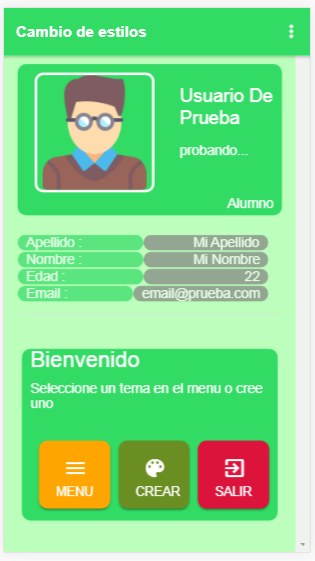 Cambio de estilos
Usuario De
Prueba
probando...
Alumno
Apellido : Mi Apellido
Nombre : Mi Nombre
Edad : 22
Email : email@prueba.com
Bienvenido
Seleccione un tema en el menu o cree
uno
MENU CREAR SALIR